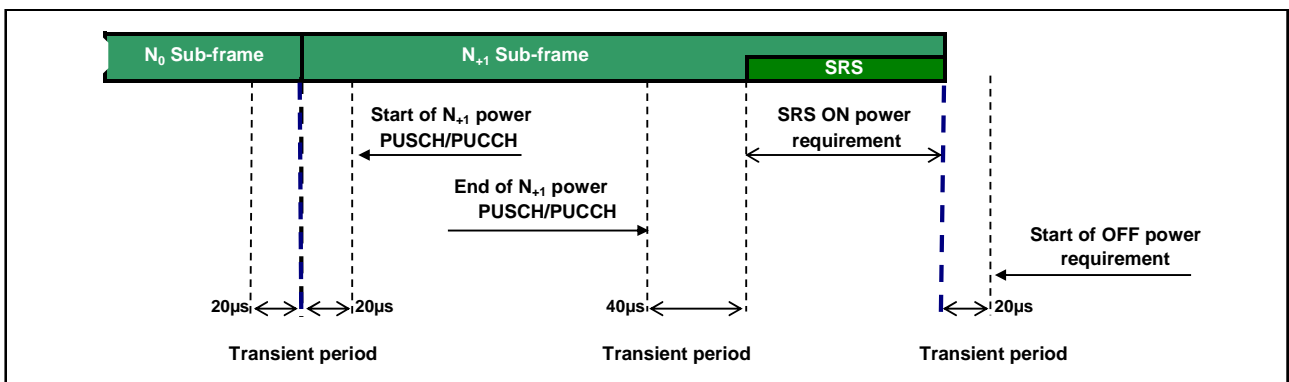 N0 Sub-frame
N+1 Sub-frame
SRS
Start of N+1 power
PUSCH/PUCCH
SRS ON power
requirement
End of N+1 power
PUSCH/PUCCH
Start of OFF power
requirement
20µs
20µs
40µs
20µs
Transient period
Transient period
Transient period